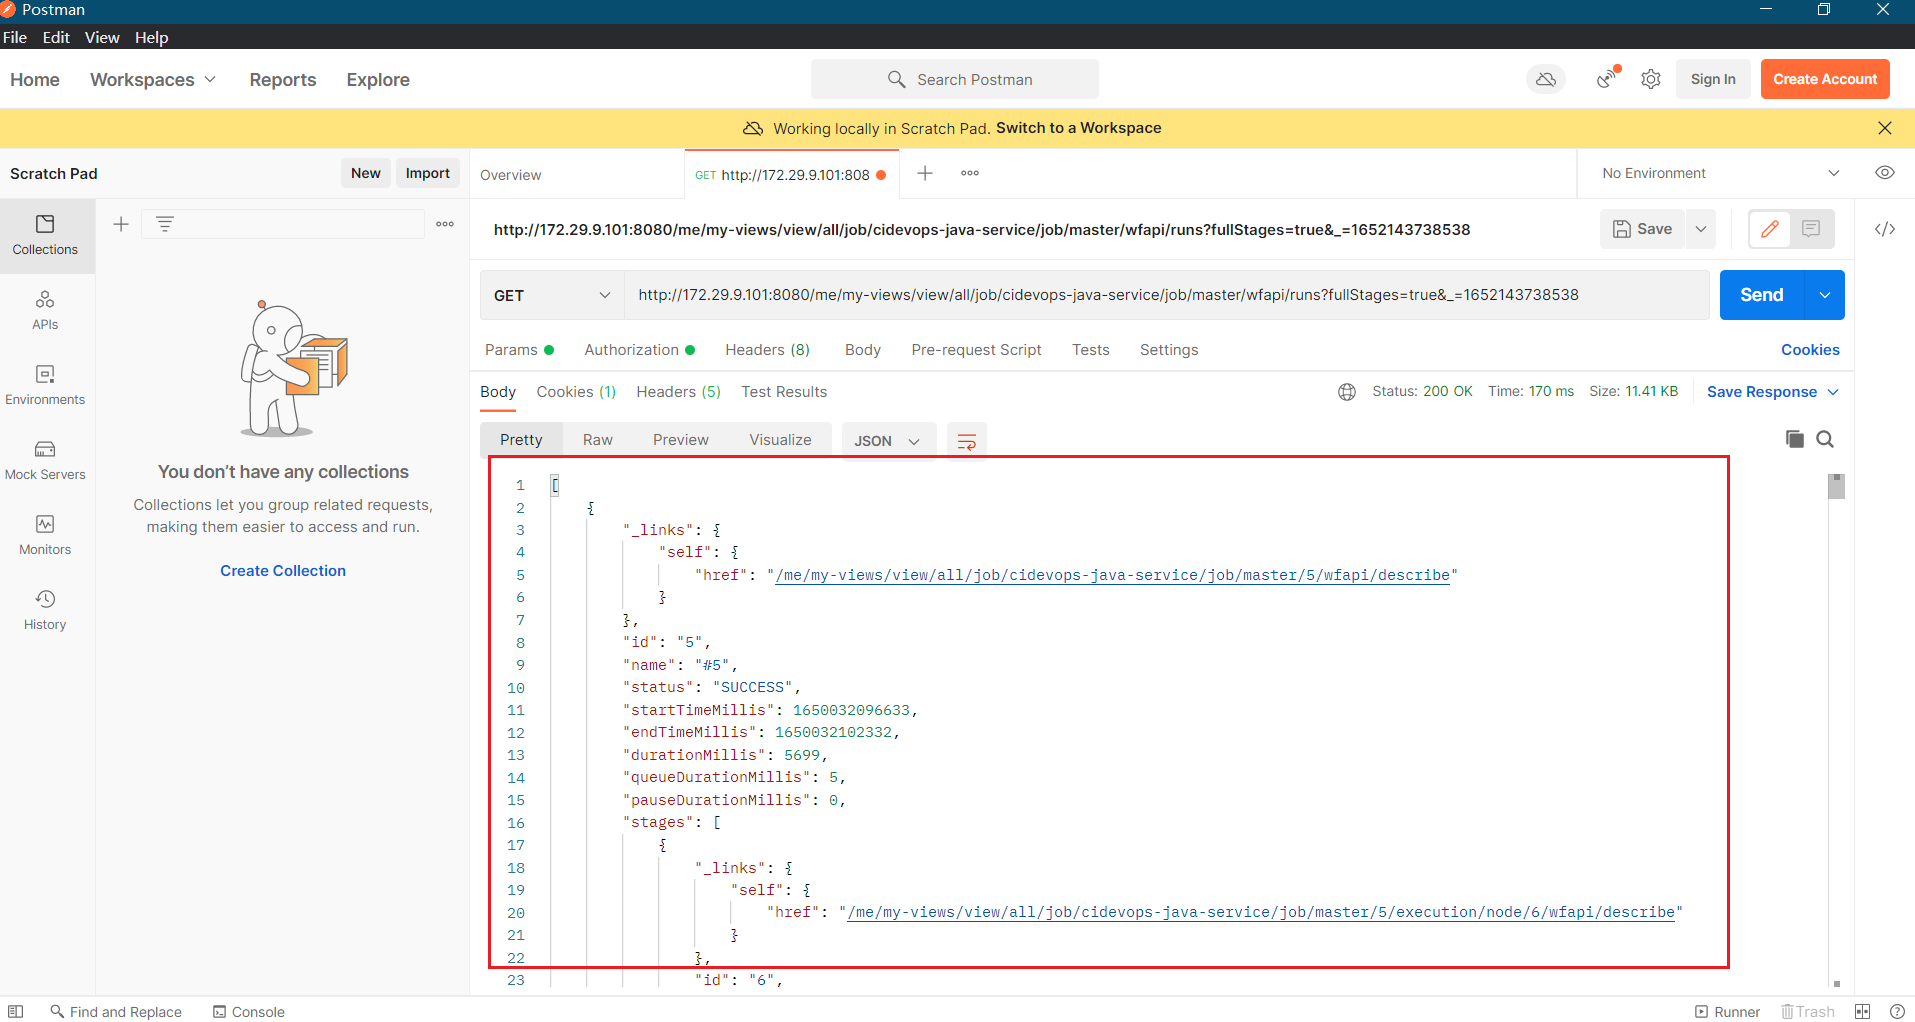 Postman
File Edit View Help
Home Workspaces Reports Explore Search Postman Sign In Create Account
Working locally in Scratch Pad. Switch to a Workspace
Scratch Pad New Import Overview GET http://172.29.9.101:808 No Environment
http://172.29.9.101:8080/me/my-views/view/all/job/cidevops-java-service/job/master/wfapi/runs?fullStages=true&_=1652143738538 Save
Collections
GET http://172.29.9.101:8080/me/my-views/view/all/job/cidevops-java-service/job/master/wfapi/runs?fullStages=true&_=1652143738538 Send
APIs
Params Authorization Headers (8) Body Pre-request Script Tests Settings Cookies
Environments
Body Cookies (1) Headers (5) Test Results Status: 200 OK Time: 170 ms Size: 11.41 KB Save Response
Pretty Raw Preview Visualize JSON
Mock Servers
You don’t have any collections
Collections let you group related requests,
making them easier to access and run.
Create Collection
Monitors
History
1 [
2 {
3 "_links": {
4 "self": {
5 "href": "/me/my-views/view/all/job/cidevops-java-service/job/master/5/wfapi/describe"
6 }
7 },
8 "id": "5",
9 "name": "#5",
10 "status": "SUCCESS",
11 "startTimeMillis": 1650032096633,
12 "endTimeMillis": 1650032102332,
13 "durationMillis": 5699,
14 "queueDurationMillis": 5,
15 "pauseDurationMillis": 0,
16 "stages": [
17 {
18 "_links": {
19 "self": {
20 "href": "/me/my-views/view/all/job/cidevops-java-service/job/master/5/execution/node/6/wfapi/describe"
21 }
22 },
23 "id": "6",
Find and Replace Console Runner Trash